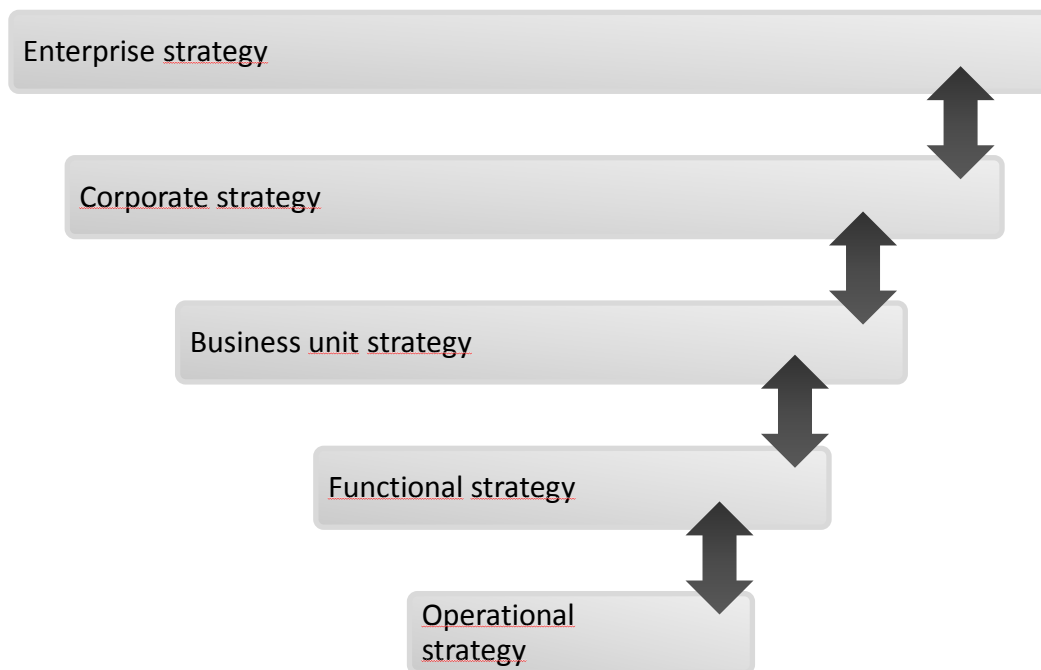 Enterprise strategy
Corporate strategy
Business unit strategy
Functional strategy
Operational
strategy